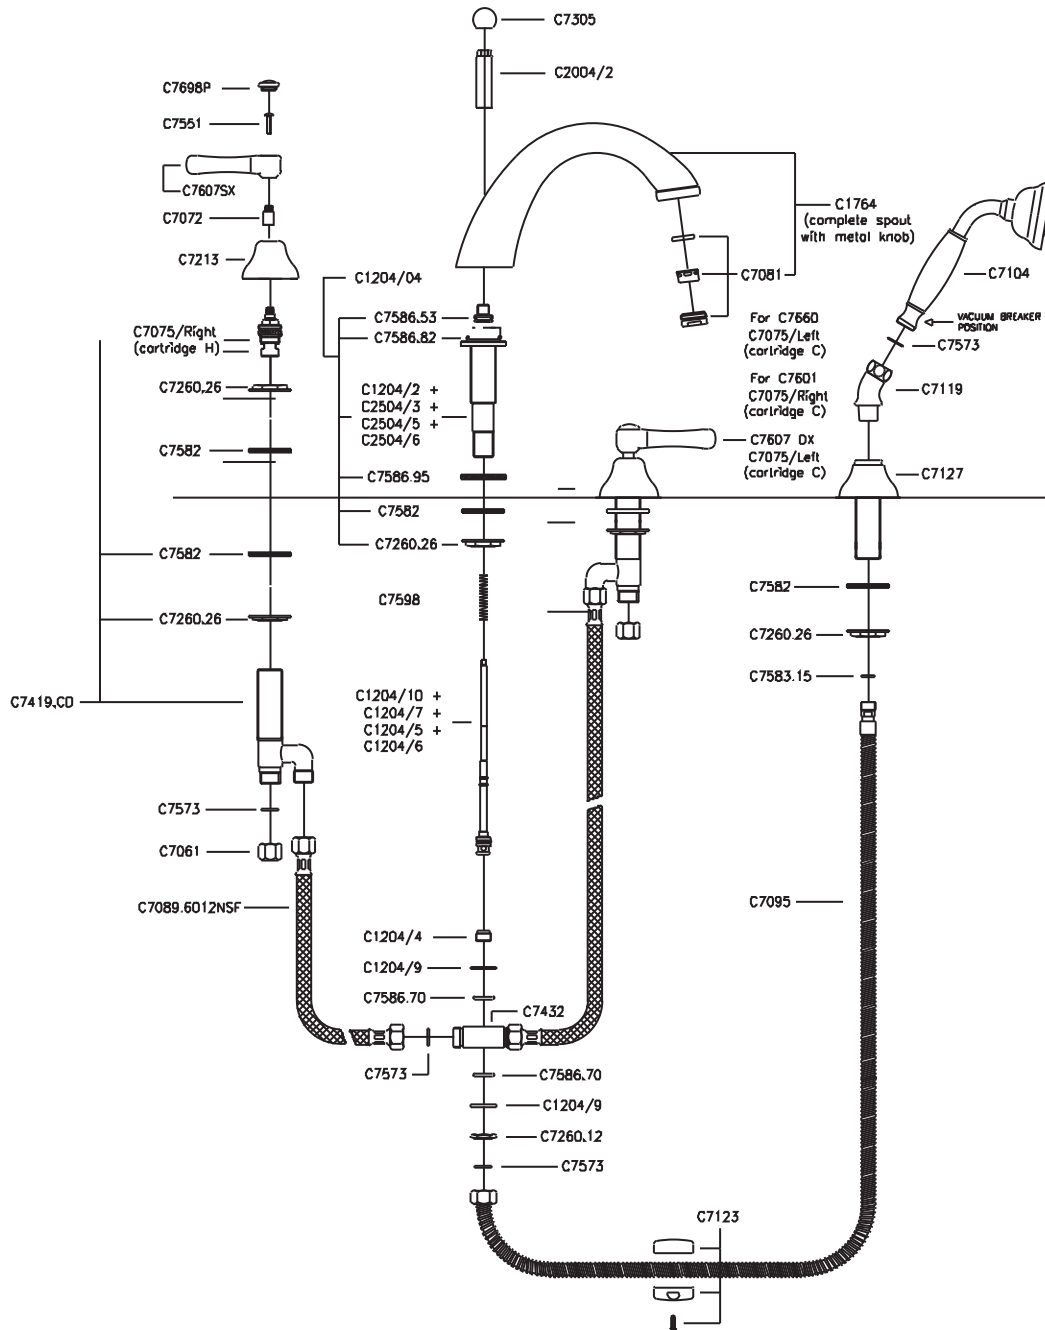 C7305
C2004/2
C7698P
C7551
C7607SX
C7072
C7213
C1764
(complete spout
with metal knob)
C1204/04
C7081
C7104
C7586.53
C7586.82
C7075/Right
(cartridge H)
For C7660
C7075/Left
(cartridge C)
VACUUM BREAKER
POSITION
C7573
C7260.26
C1204/2 +
C2504/3 +
C2504/5 +
C2504/6
For C7601
C7075/Right
(cartridge C)
C7119
C7607 DX
C7075/Left
(cartridge C)
C7582
C7586.95
C7127
C7582
C7260.26
C7582
C7598
C7582
C7260.26
C7260.26
C7583.15
C7419.CD
C1204/10 +
C1204/7 +
C1204/5 +
C1204/6
C7573
C7061
C7089.6012NSF
C7095
C1204/4
C1204/9
C7586.70
C7432
C7573
C7586.70
C1204/9
C7260.12
C7573
C7123